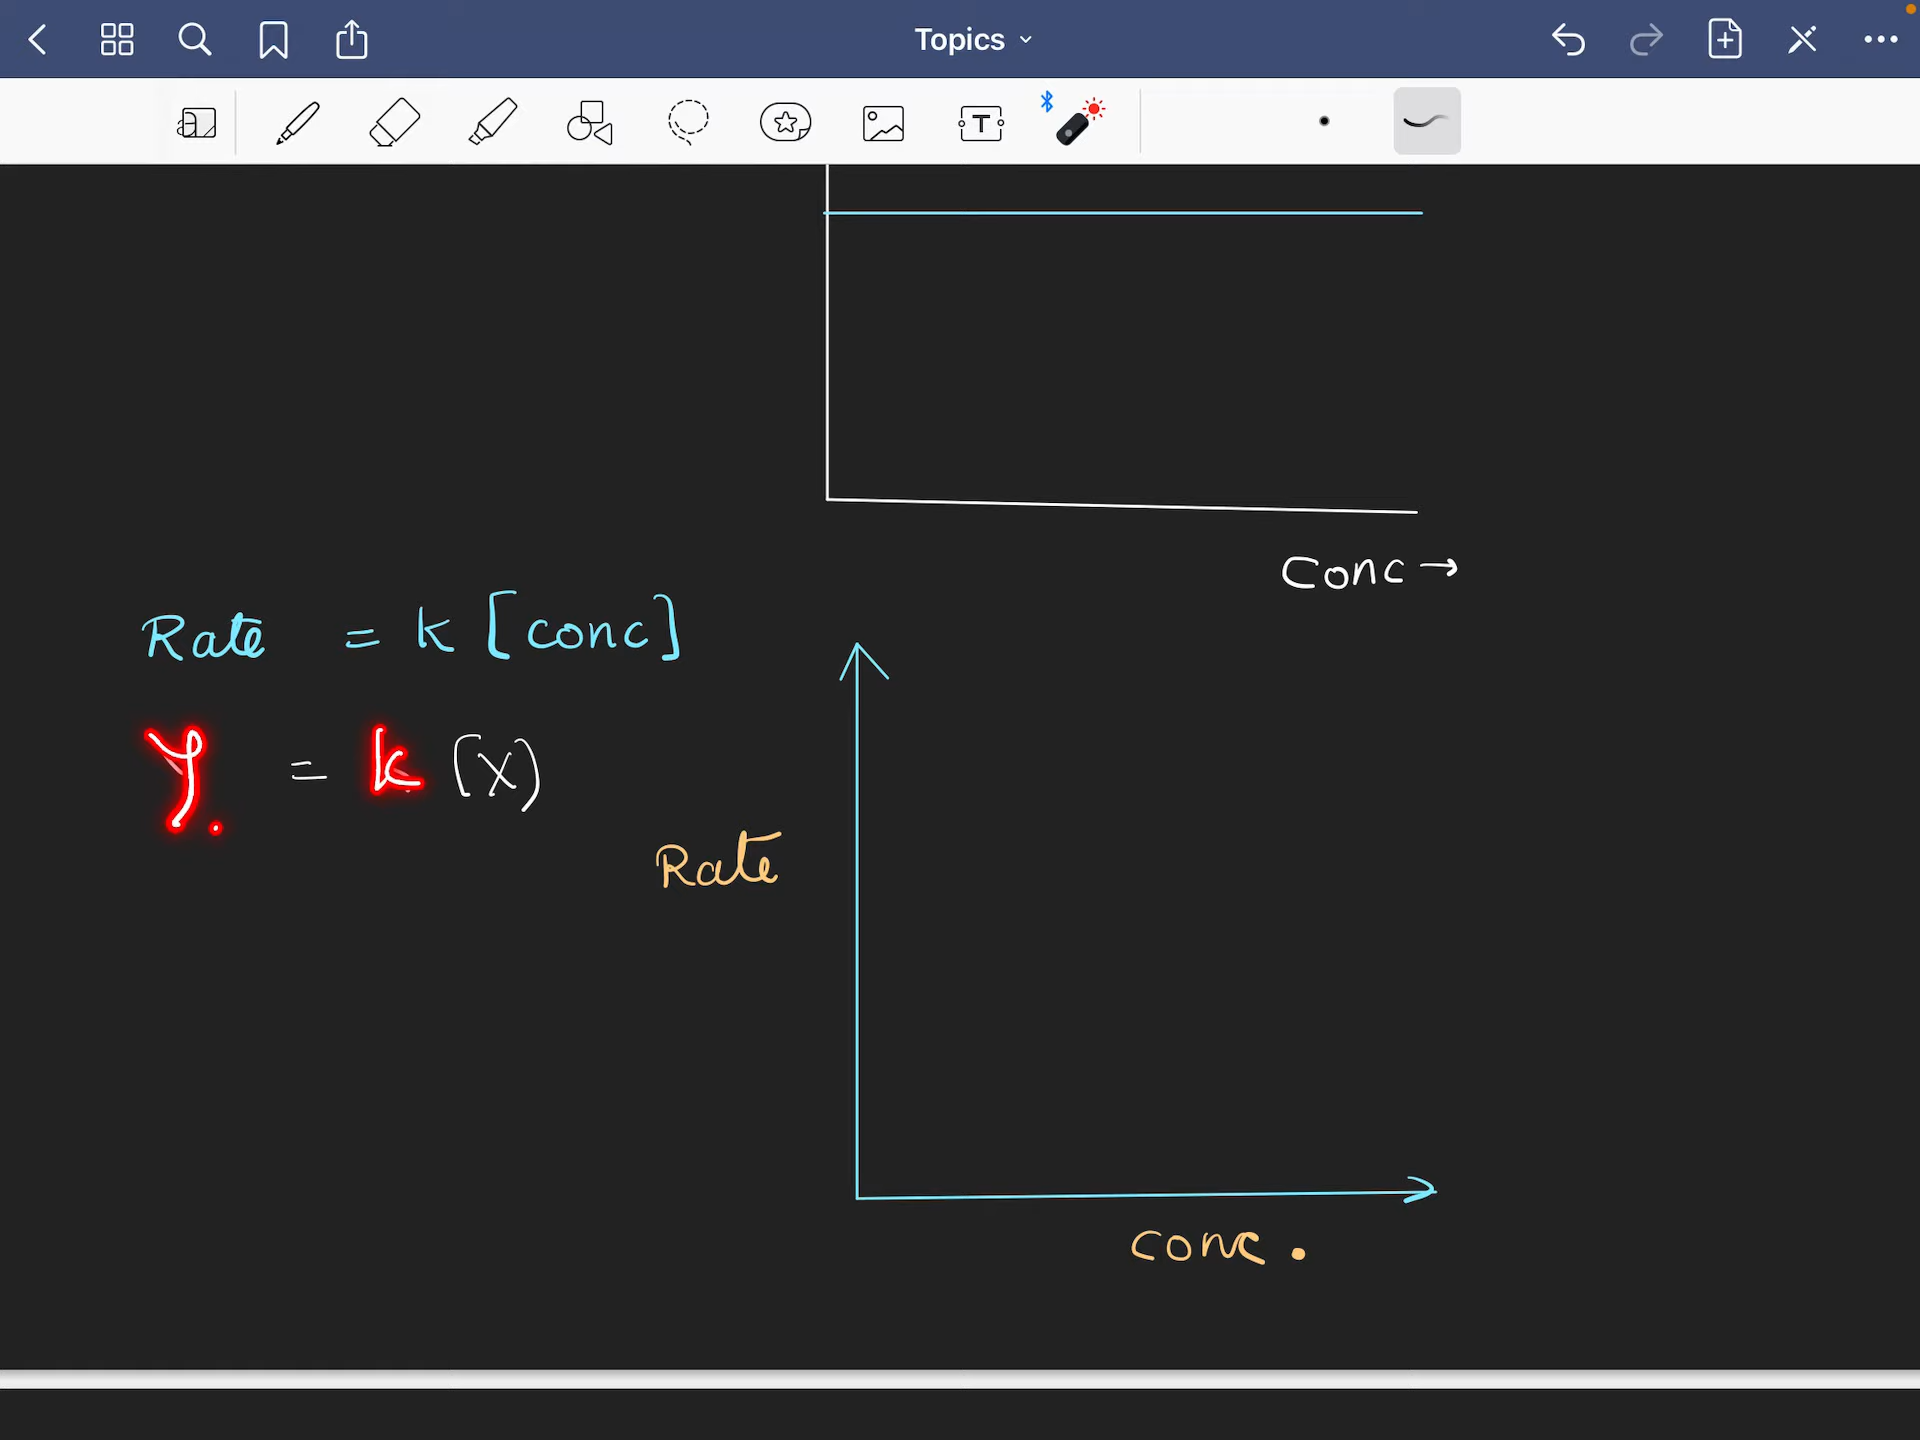 Topics
T
Conc →
Rate = k [conc]
y = k (x)
Rate
conc .